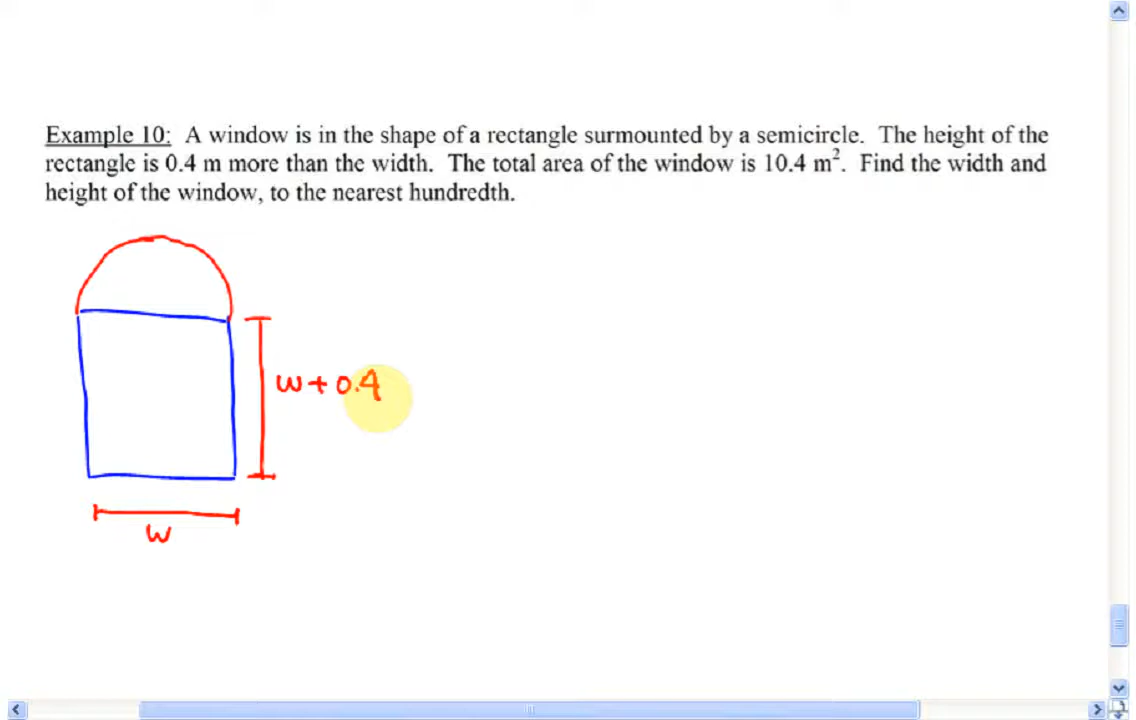 Example 10: A window is in the shape of a rectangle surmounted by a semicircle. The height of the
rectangle is 0.4 m more than the width. The total area of the window is 10.4 m². Find the width and
height of the window, to the nearest hundredth.
w + 0.4
w